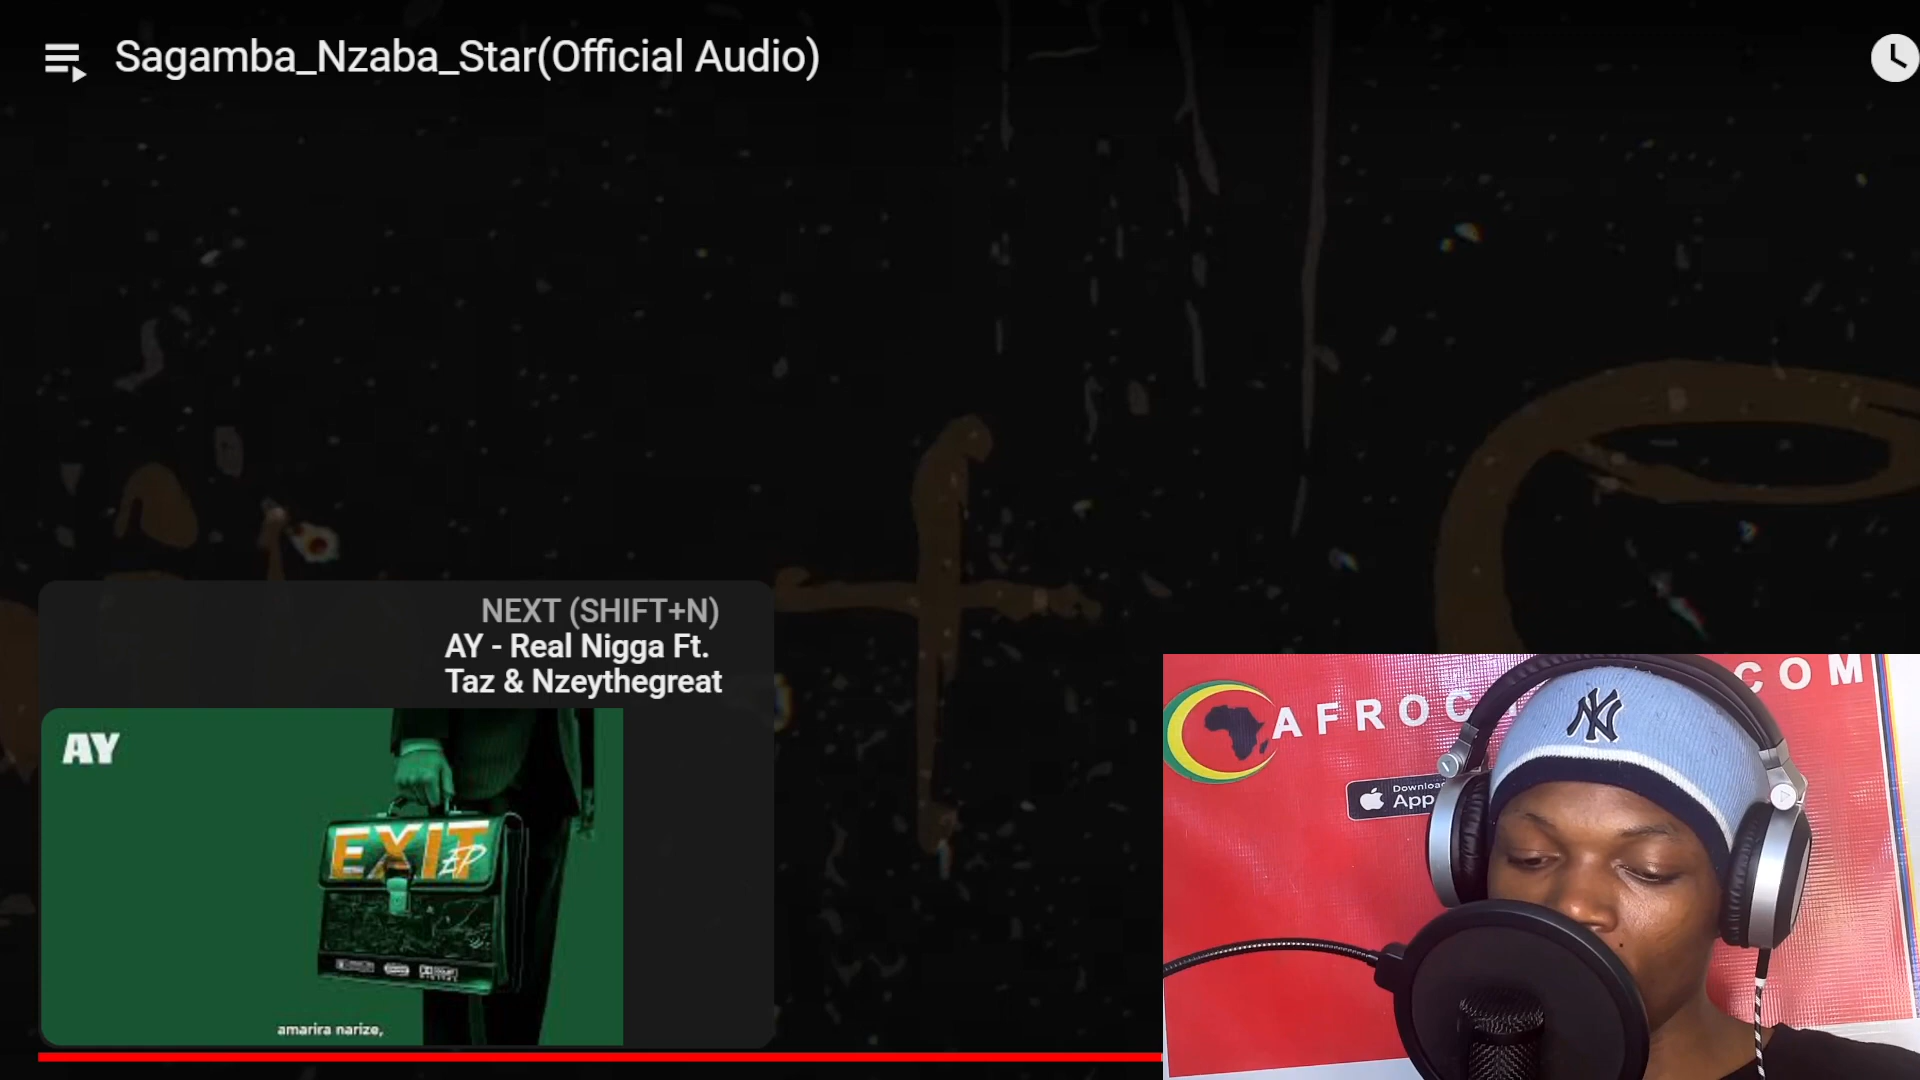 Sagamba_Nzaba_Star(Official Audio)
NEXT (SHIFT+N)
AY - Real Nigga Ft.
Taz & Nzeythegreat
AY
EXIT
EP
amarira narize,
AFROC
COM
Download
App
NY